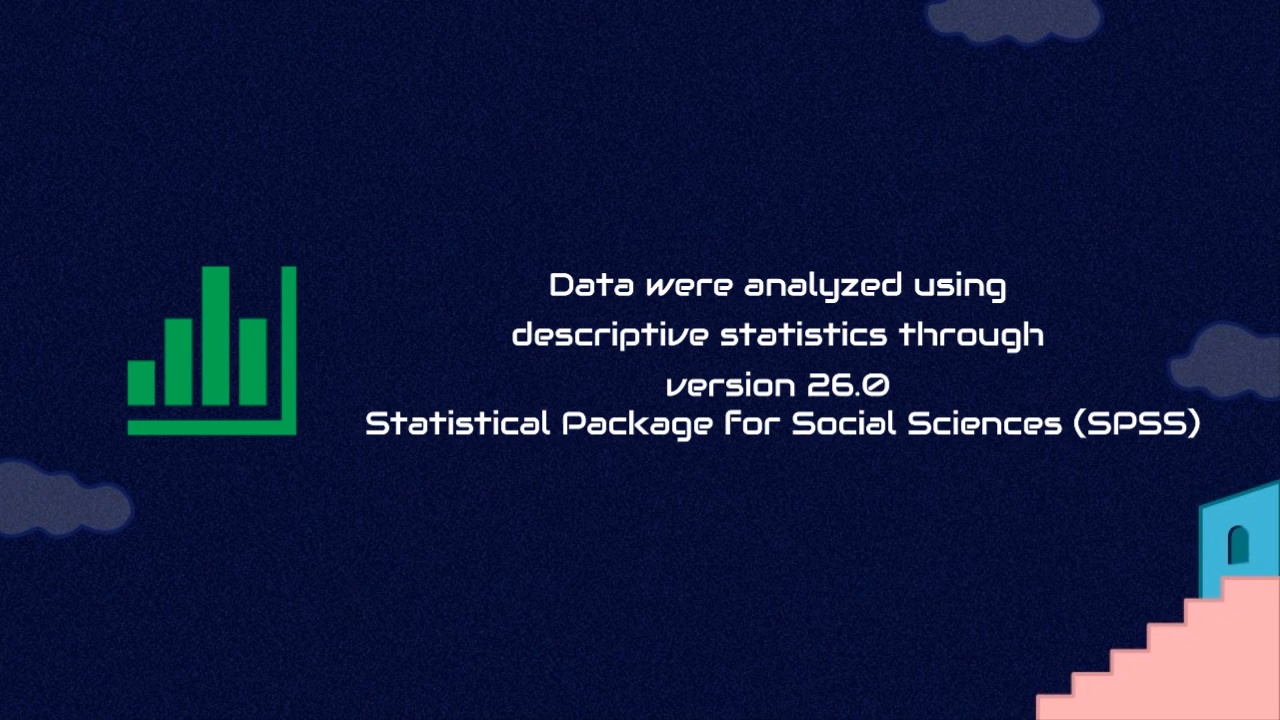 Data were analyzed using
descriptive statistics through
version 26.0
Statistical Package for Social Sciences (SPSS)